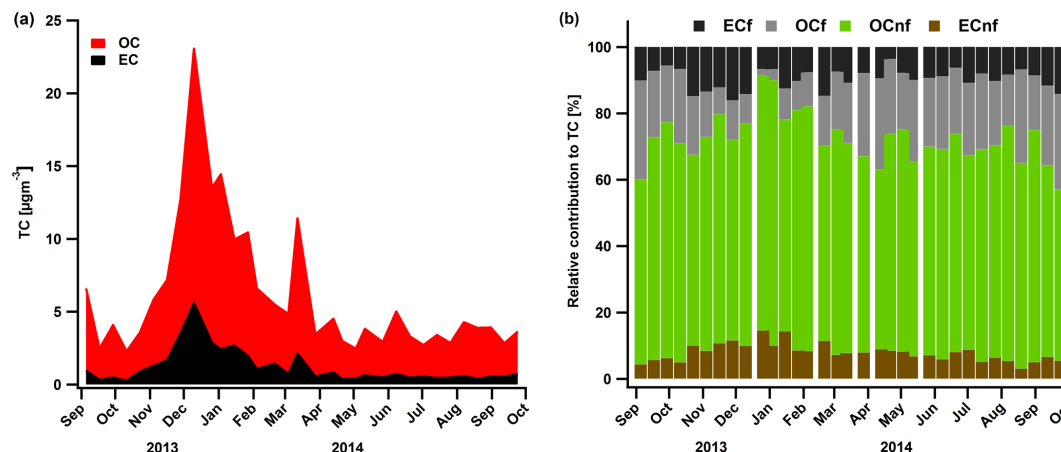 (a)
25
20
15
10
5
0
TC [µgm⁻³]
OC
EC
Sep Oct Nov Dec Jan Feb Mar Apr May Jun Jul Aug Sep Oct
2013 2014
(b)
ECf OCf OCnf ECnf
100
80
60
40
20
0
Relative contribution to TC [%]
Sep Oct Nov Dec Jan Feb Mar Apr May Jun Jul Aug Sep
2013 2014